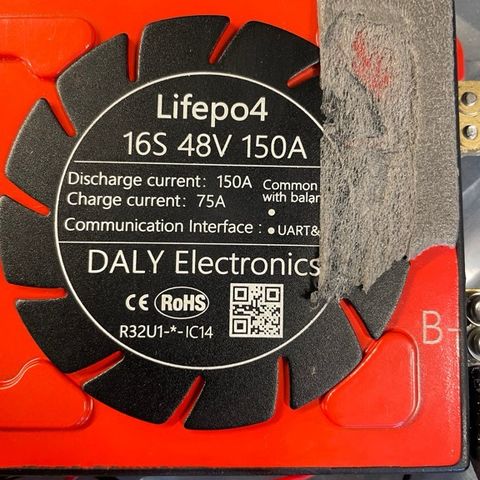 Lifepo4
16S 48V 150A
Discharge current: 150A
Charge current: 75A
Common
with
Communication Interface : • UART&
DALY Electronics
CE RoHS
R32U1-*-IC14
B-